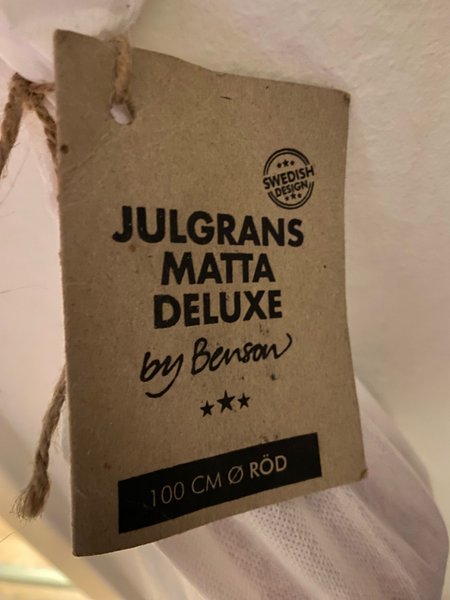 SWEDISH
DESIGN
JULGRANS
MATTA
DELUXE
by Benson
100 CM Ø RÖD